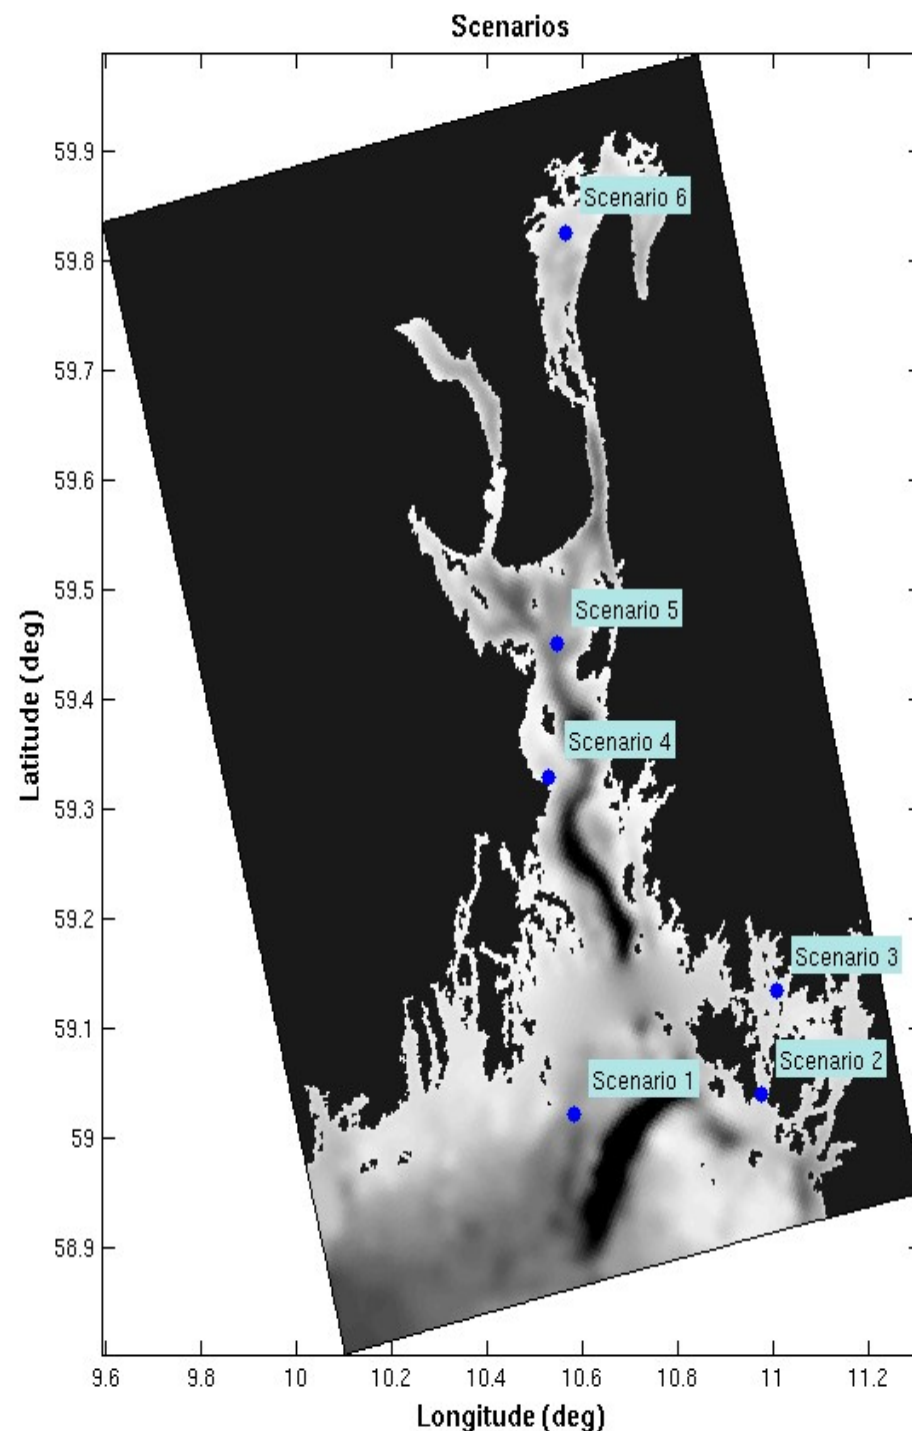 Scenarios
59.9
Scenario 6
59.8
59.7
59.6
59.5
Scenario 5
59.4
Scenario 4
59.3
59.2
Scenario 3
59.1
Scenario 2
Scenario 1
59
58.9
Latitude (deg)
9.6 9.8 10 10.2 10.4 10.6 10.8 11 11.2
Longitude (deg)